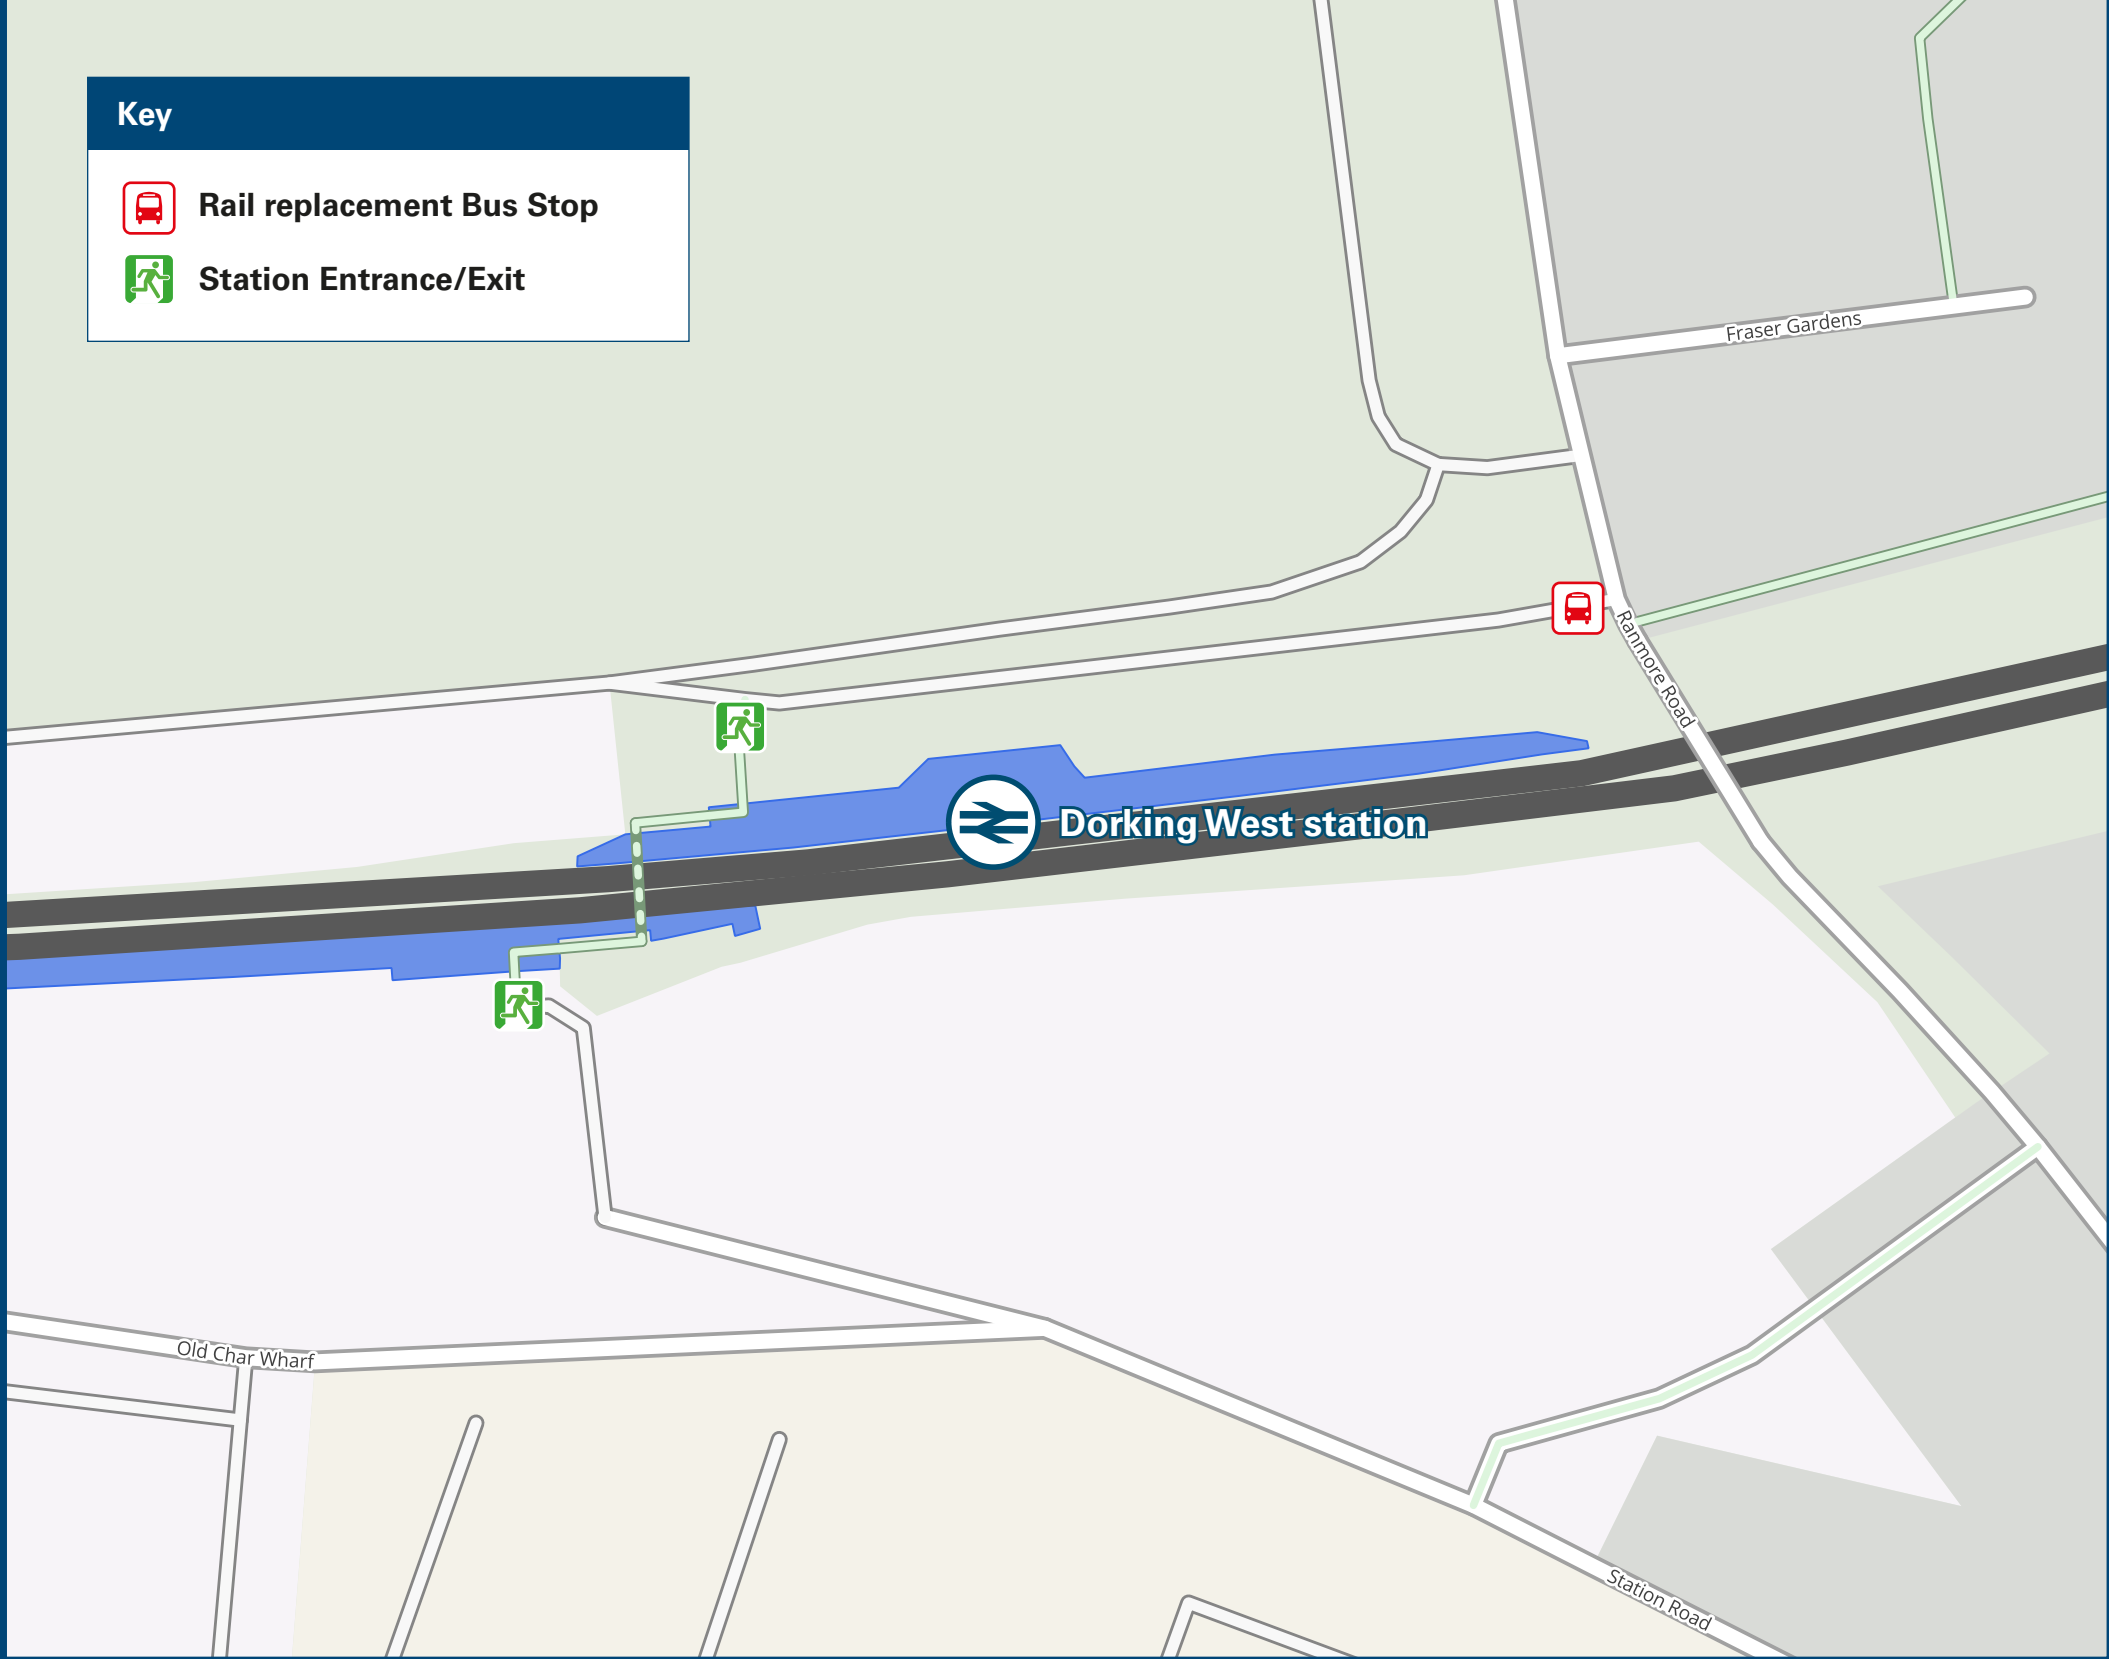 Key
Rail replacement Bus Stop
Station Entrance/Exit
Fraser Gardens
Ranmore Road
Dorking West station
Old Char Wharf
Station Road